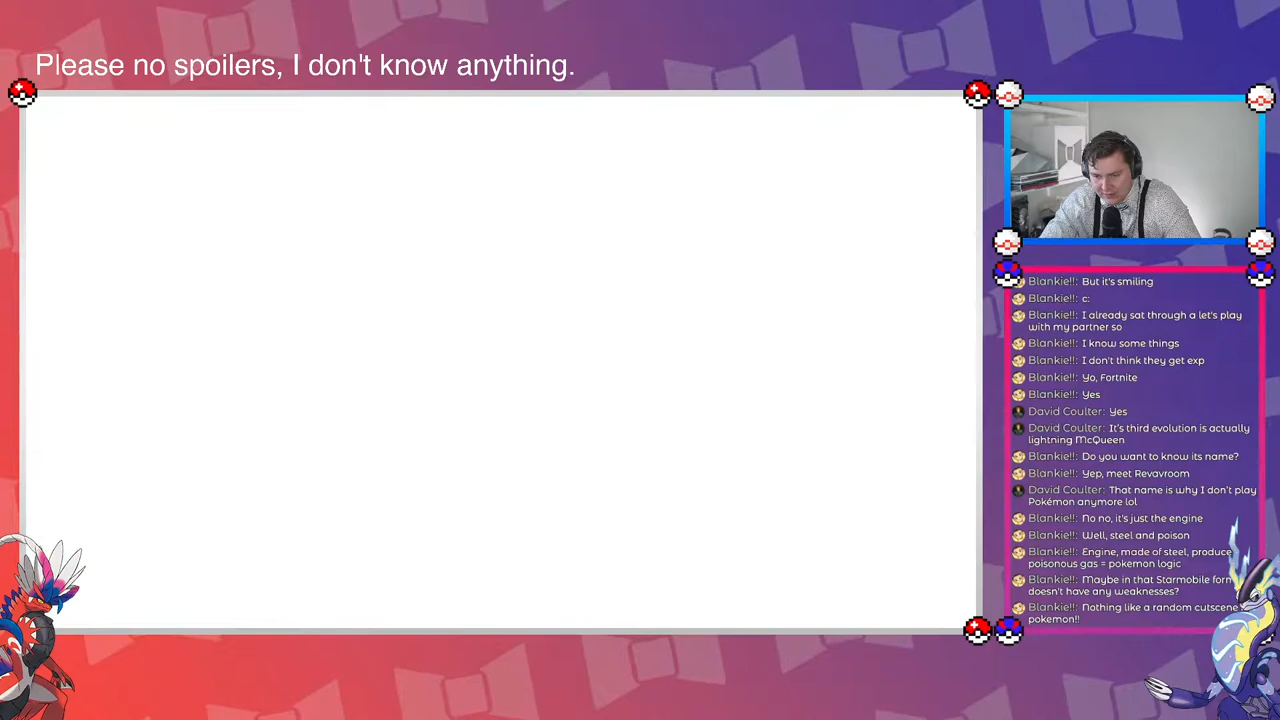 Please no spoilers, I don't know anything.
Blankie!!: But it's smiling
Blankie!!: c:
Blankie!!: I already sat through a let's play
with my partner so
Blankie!!: I know some things
Blankie!!: I don't think they get exp
Blankie!!: Yo, Fortnite
Blankie!!: Yes
David Coulter: Yes
David Coulter: It's third evolution is actually
lightning McQueen
Blankie!!: Do you want to know its name?
Blankie!!: Yep, meet Revavroom
David Coulter: That name is why I don't play
Pokémon anymore lol
Blankie!!: No no, it's just the engine
Blankie!!: Well, steel and poison
Blankie!!: Engine, made of steel, produce
poisonous gas = pokemon logic
Blankie!!: Maybe in that Starmobile form
doesn't have any weaknesses?
Blankie!!: Nothing like a random cutscene
pokemon!!